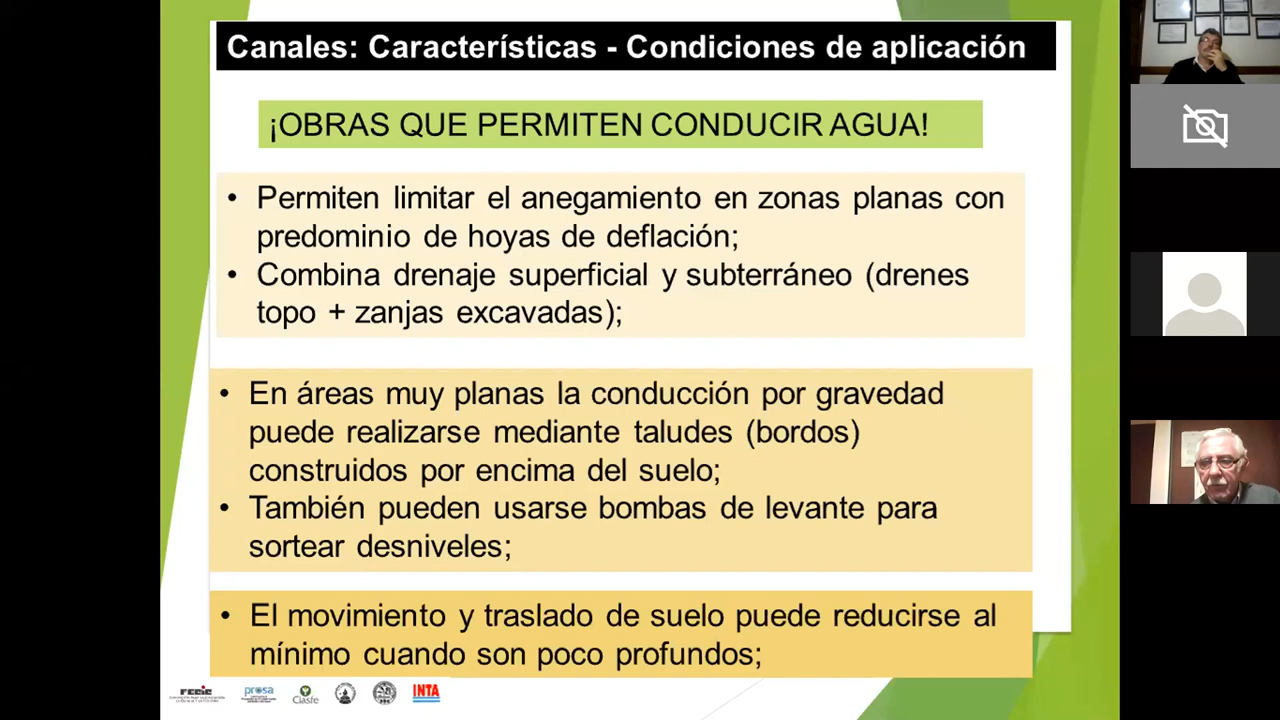 Canales: Características - Condiciones de aplicación
¡OBRAS QUE PERMITEN CONDUCIR AGUA!
• Permiten limitar el anegamiento en zonas planas con
predominio de hoyas de deflación;
• Combina drenaje superficial y subterráneo (drenes
topo + zanjas excavadas);
• En áreas muy planas la conducción por gravedad
puede realizarse mediante taludes (bordos)
construidos por encima del suelo;
• También pueden usarse bombas de levante para
sortear desniveles;
• El movimiento y traslado de suelo puede reducirse al
mínimo cuando son poco profundos;
prosa
Ciasfe
INTA